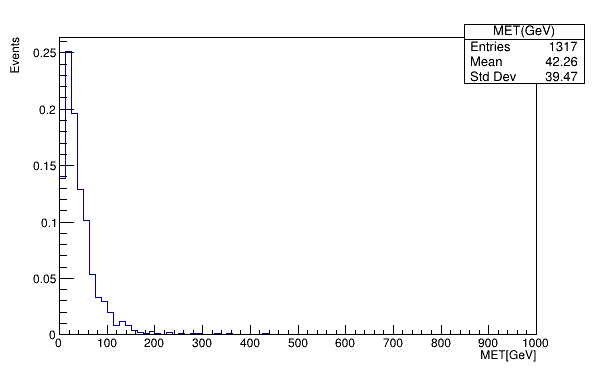 MET(GeV)
Entries 1317
Mean 42.26
Std Dev 39.47
Events
0.25
0.2
0.15
0.1
0.05
0
0 100 200 300 400 500 600 700 800 900 1000
MET[GeV]